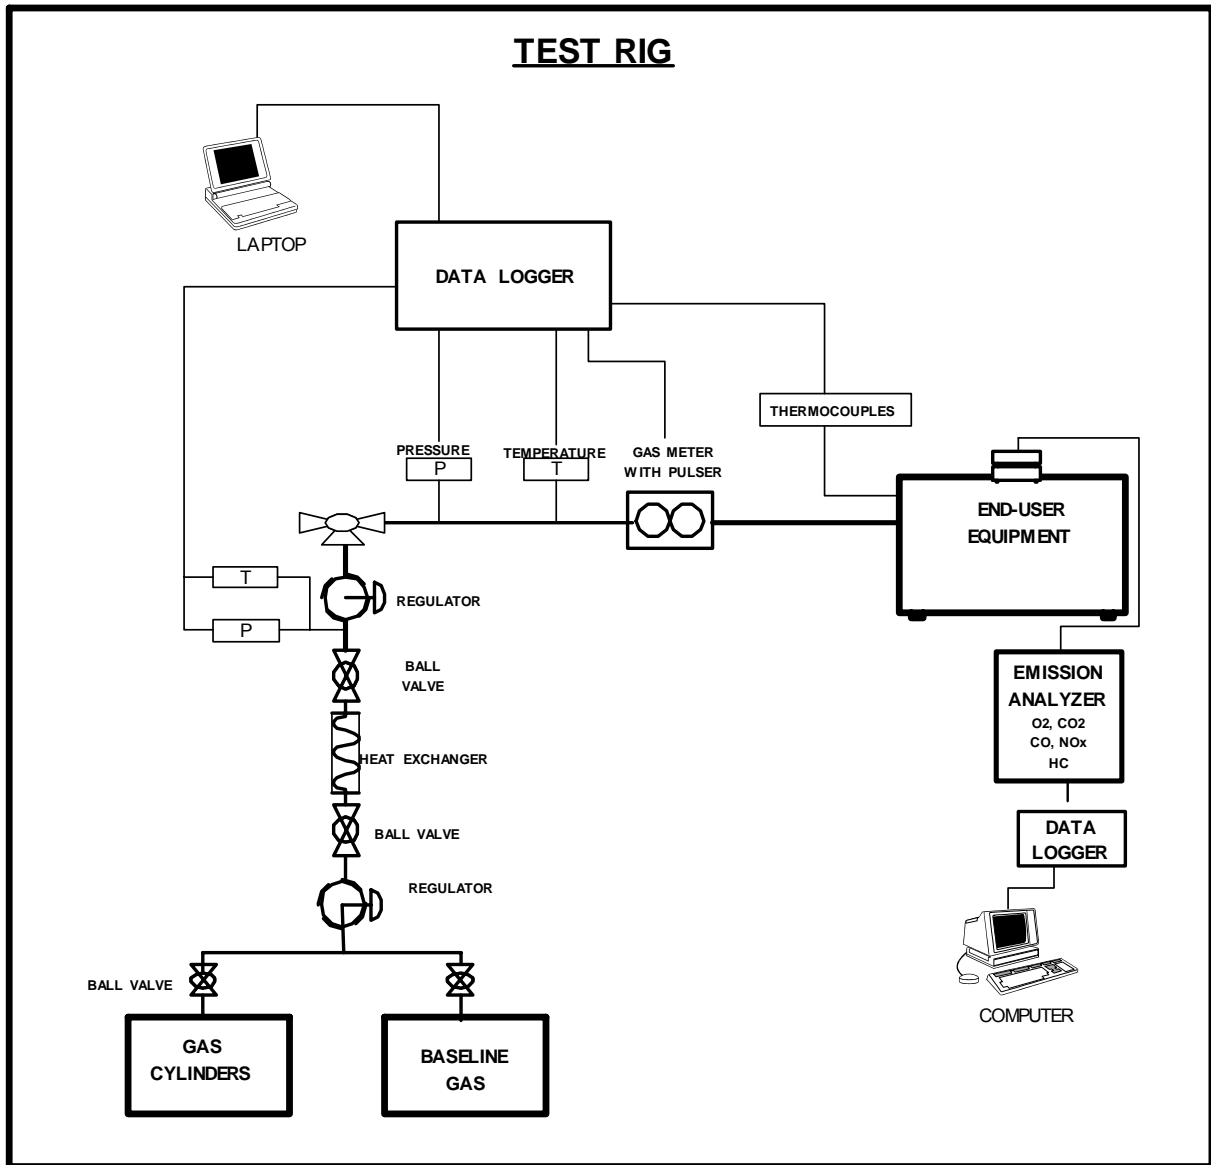 TEST RIG
LAPTOP
DATA LOGGER
THERMOCOUPLES
PRESSURE
P
TEMPERATURE
T
GAS METER
WITH PULSER
END-USER
EQUIPMENT
T
P
REGULATOR
BALL
VALVE
HEAT EXCHANGER
BALL VALVE
REGULATOR
EMISSION
ANALYZER
O2, CO2
CO, NOx
HC
DATA
LOGGER
COMPUTER
BALL VALVE
GAS
CYLINDERS
BASELINE
GAS